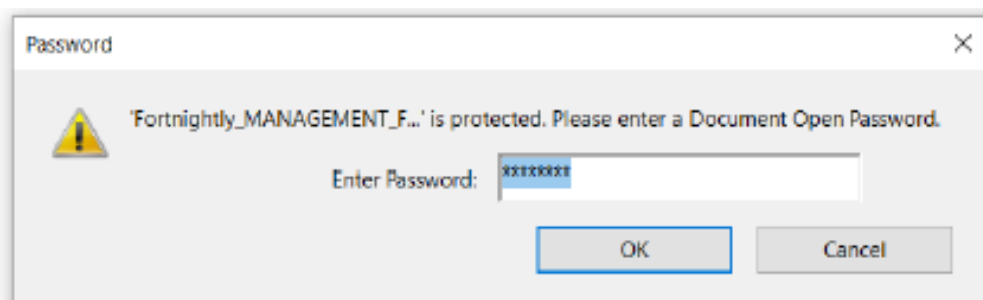 Password
'Fortnightly_MANAGEMENT_F...' is protected. Please enter a Document Open Password.
Enter Password: ********
OK Cancel